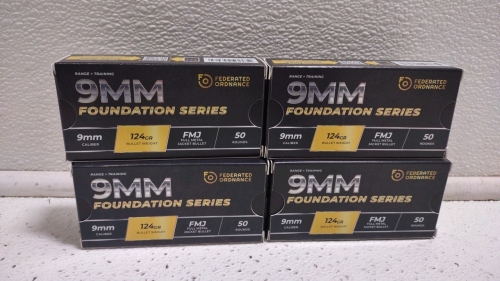 RANGE + TRAINING
9MM
FOUNDATION SERIES
FEDERATED
ORDNANCE
9mm
CALIBER
124GR
BULLET WEIGHT
FMJ
FULL METAL
JACKET BULLET
50
ROUNDS
RANGE + TRAINING
9MM
FOUNDATION SERIES
FEDERATED
ORDNANCE
9mm
CALIBER
124GR
BULLET WEIGHT
FMJ
FULL METAL
JACKET BULLET
50
ROUNDS
RANGE + TRAINING
9MM
FOUNDATION SERIES
FEDERATED
ORDNANCE
9mm
CALIBER
124GR
BULLET WEIGHT
FMJ
FULL METAL
JACKET BULLET
50
ROUNDS
RANGE + TRAINING
9MM
FOUNDATION SERIES
FEDERATED
ORDNANCE
9mm
CALIBER
124GR
BULLET WEIGHT
FMJ
FULL METAL
JACKET BULLET
50
ROUNDS